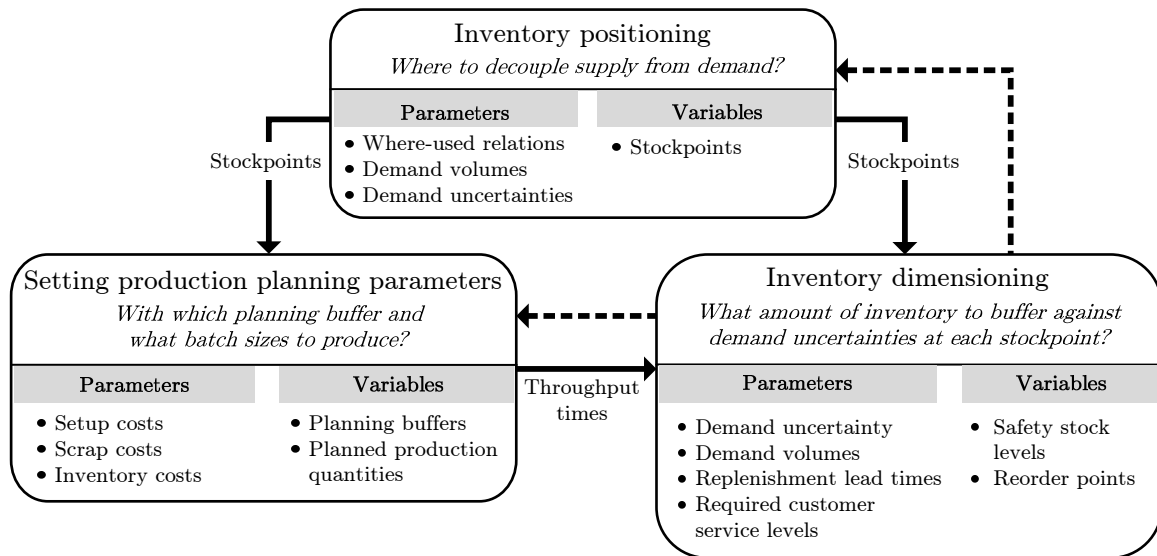 Inventory positioning
Where to decouple supply from demand?
Parameters
Variables
• Where-used relations
• Demand volumes
• Demand uncertainties
• Stockpoints
Stockpoints
Stockpoints
Setting production planning parameters
With which planning buffer and
what batch sizes to produce?
Parameters
Variables
• Setup costs
• Scrap costs
• Inventory costs
• Planning buffers
• Planned production
quantities
Throughput
times
Inventory dimensioning
What amount of inventory to buffer against
demand uncertainties at each stockpoint?
Parameters
Variables
• Demand uncertainty
• Demand volumes
• Replenishment lead times
• Required customer
service levels
• Safety stock
levels
• Reorder points